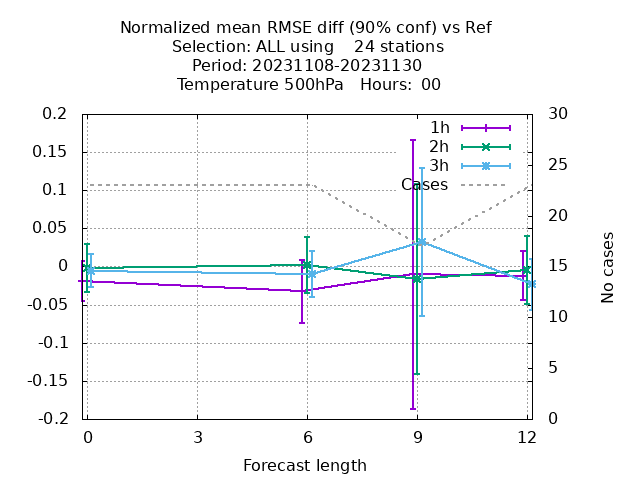 Normalized mean RMSE diff (90% conf) vs Ref
Selection: ALL using    24 stations
Period: 20231108-20231130
Temperature 500hPa   Hours:  00
0.2
0.15
0.1
0.05
0
-0.05
-0.1
-0.15
-0.2
30
25
20
15
10
5
0
1h
2h
3h
Cases
No cases
0
3
6
9
12
Forecast length